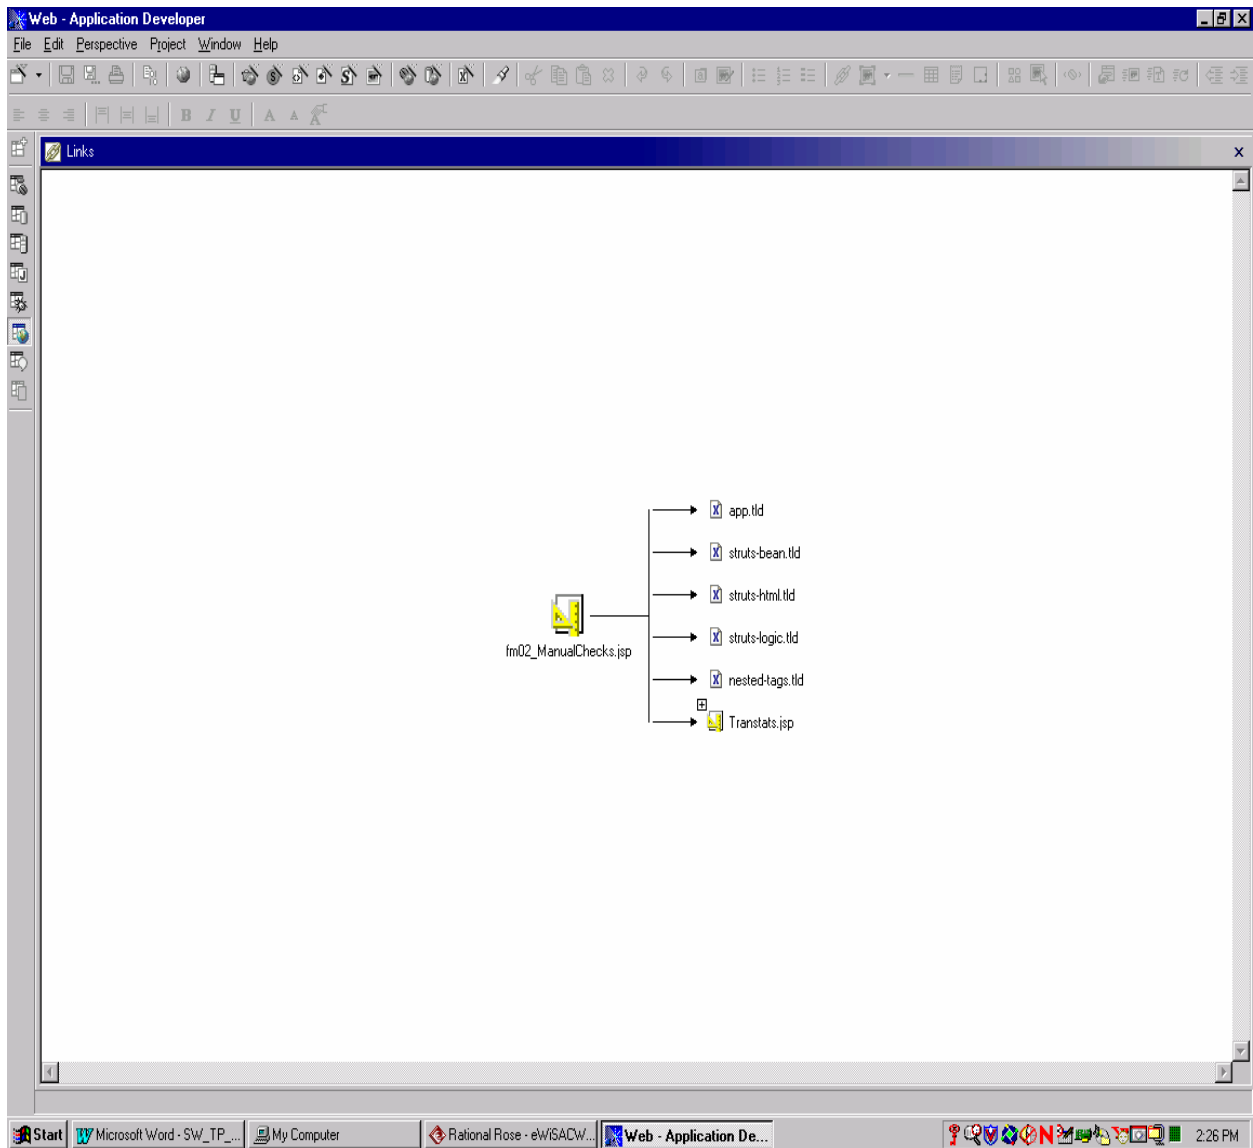 Web - Application Developer
File Edit Perspective Project Window Help
B I U A A
Links
app.tld
struts-bean.tld
struts-html.tld
struts-logic.tld
fm02_ManualChecks.jsp
nested-tags.tld
Transtats.jsp
Start Microsoft Word - SW_TP_... My Computer Rational Rose - eWiSACW... Web - Application De... 2:26 PM